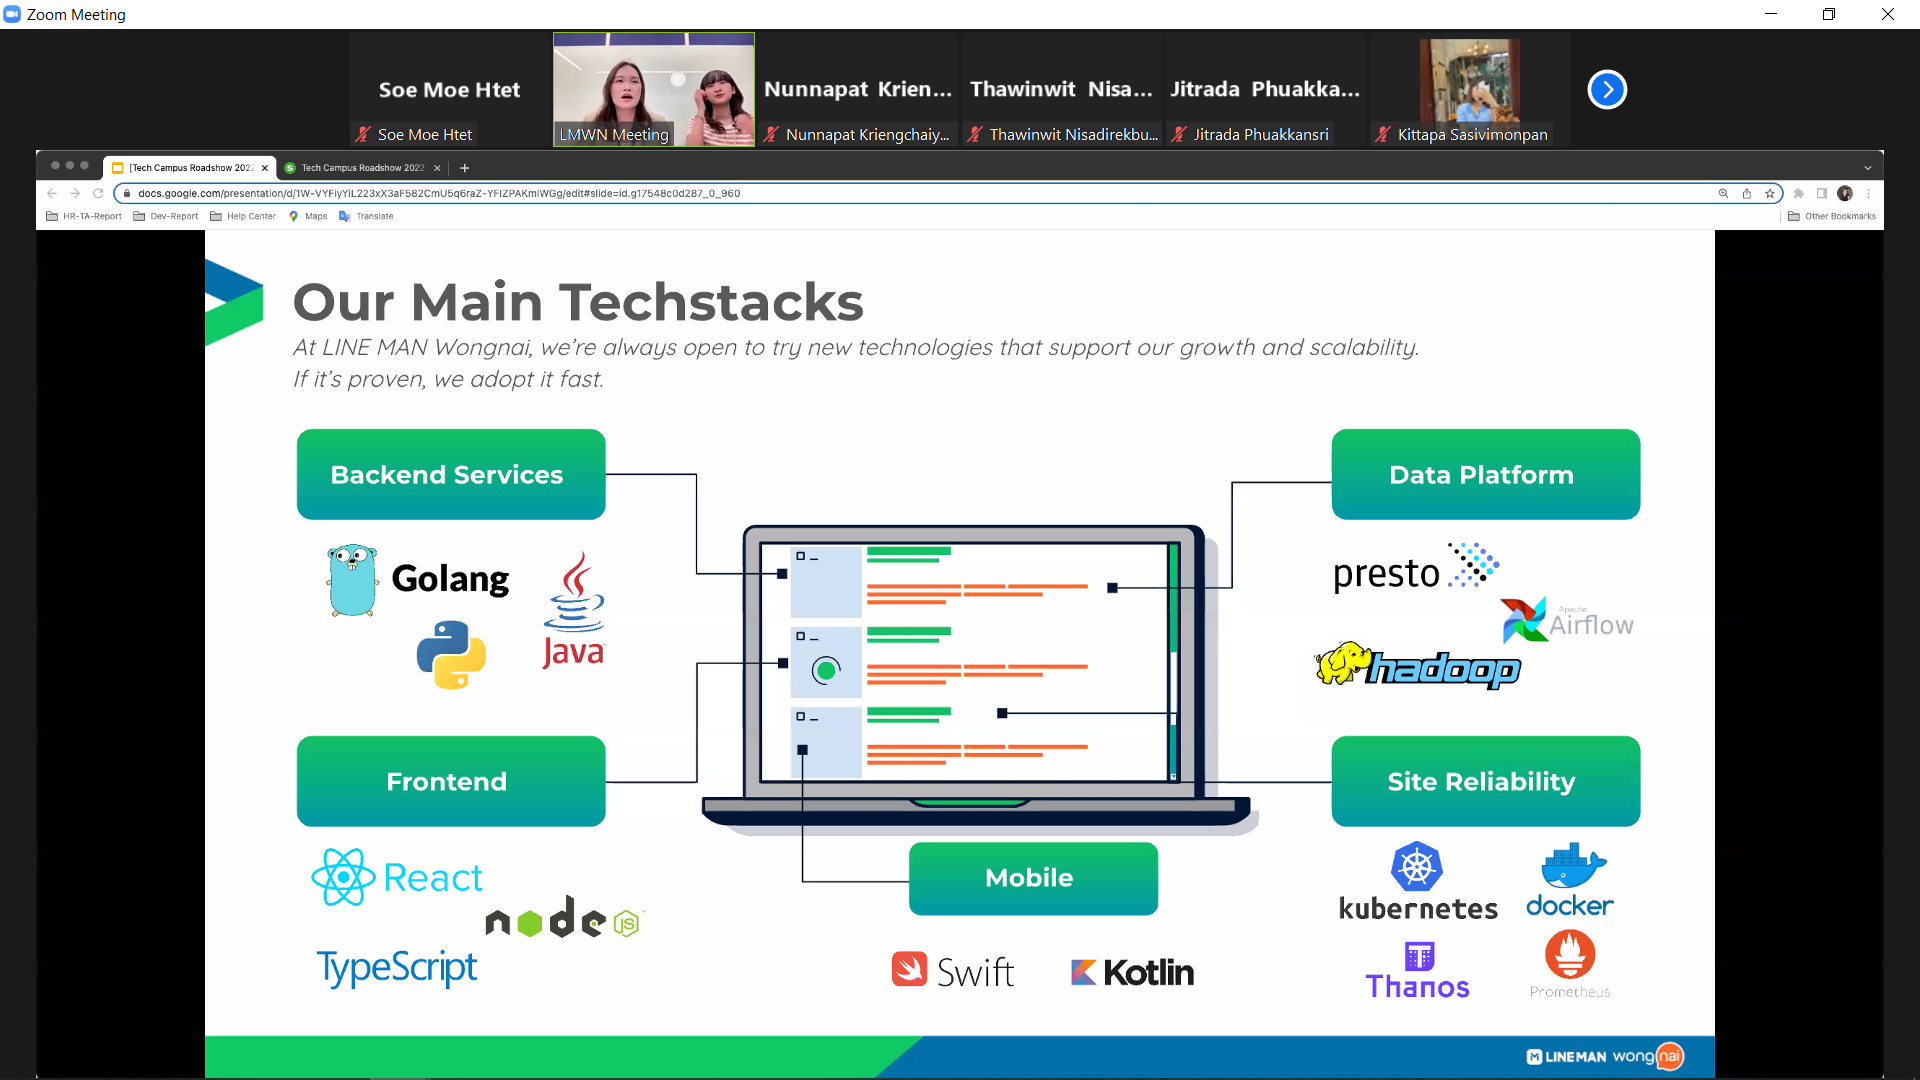 Zoom Meeting
Soe Moe Htet
Nunnapat Krien...
Thawinwit Nisa...
Jitrada Phuakka...
Soe Moe Htet
LMWN Meeting
Nunnapat Kriengchaiy...
Thawinwit Nisadirekbu...
Jitrada Phuakkansri
Kittapa Sasivimonpan
[Tech Campus Roadshow 2022
Tech Campus Roadshow 2022
docs.google.com/presentation/d/1W-VYFiyYiL223xX3aF582CmU5q6raZ-YFIZPAKmlWGg/edit#slide=id.g17548c0d287_0_960
HR-TA-Report
Dev-Report
Help Center
Maps
Translate
Other Bookmarks
Our Main Techstacks
At LINE MAN Wongnai, we're always open to try new technologies that support our growth and scalability.
If it's proven, we adopt it fast.
Backend Services
Golang
Java
Data Platform
presto
Apache
Airflow
hadoop
Frontend
React
node
JS
TypeScript
Mobile
Swift
Kotlin
Site Reliability
kubernetes
docker
Thanos
Prometheus
LINE MAN wongnai